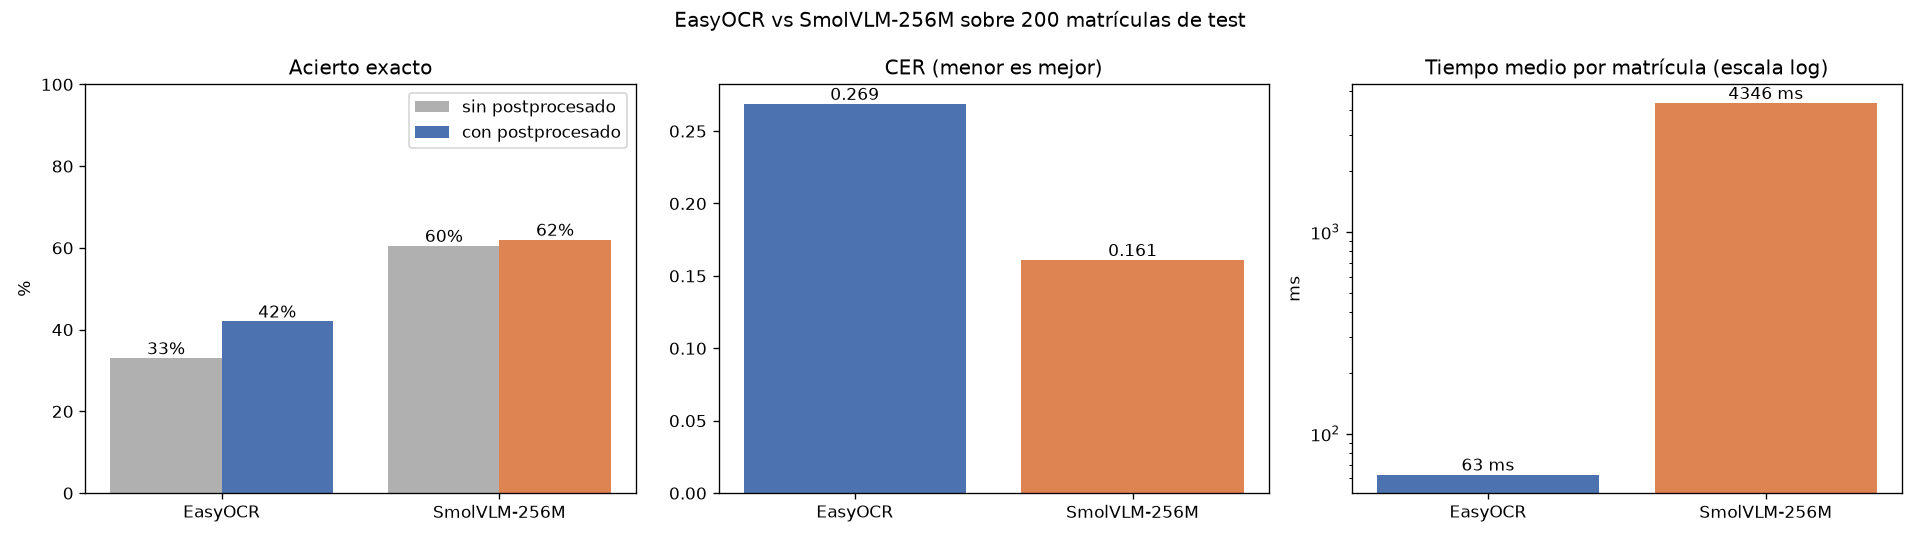 EasyOCR vs SmolVLM-256M sobre 200 matrículas de test
Acierto exacto
%
100
80
60
40
20
0
sin postprocesado
con postprocesado
33%
42%
60%
62%
EasyOCR
SmolVLM-256M
CER (menor es mejor)
0.25
0.20
0.15
0.10
0.05
0.00
0.269
0.161
EasyOCR
SmolVLM-256M
Tiempo medio por matrícula (escala log)
ms
10³
10²
63 ms
4346 ms
EasyOCR
SmolVLM-256M